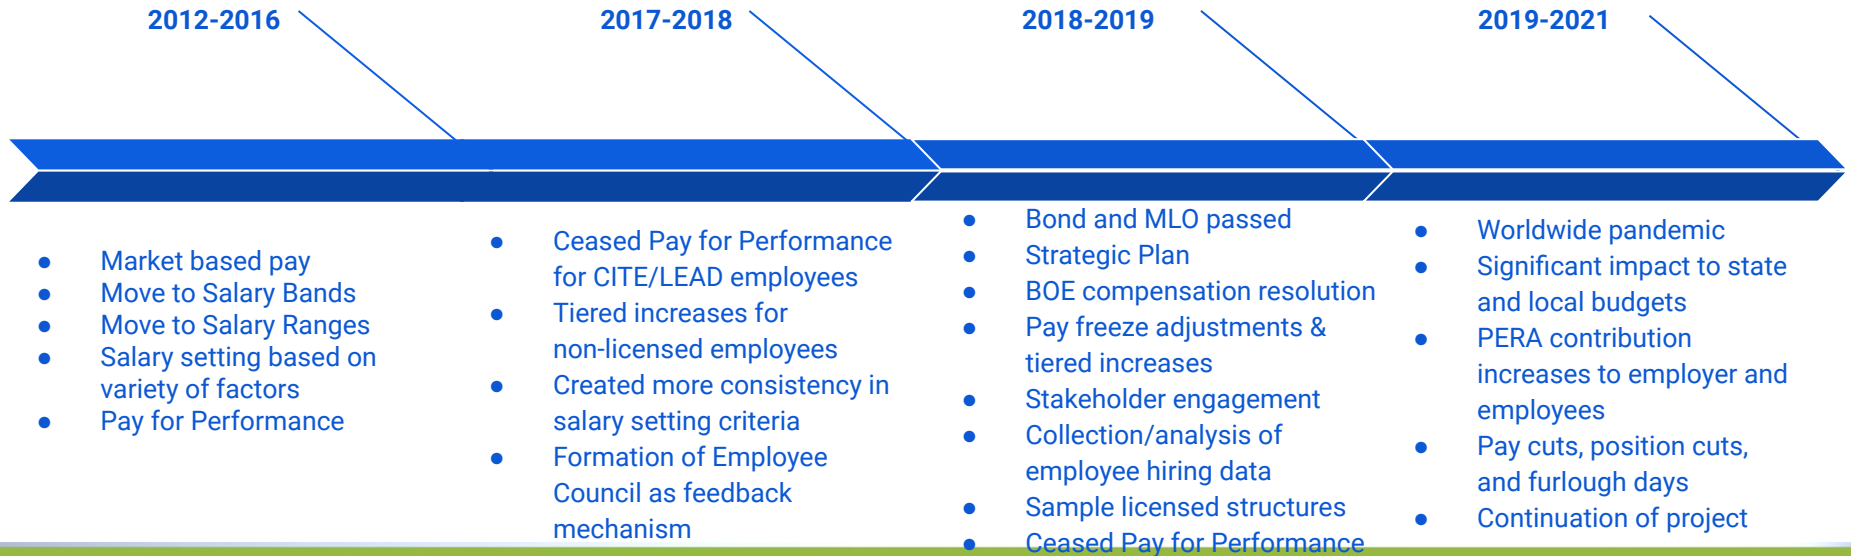 2012-2016
2017-2018
2018-2019
2019-2021
● Market based pay
● Move to Salary Bands
● Move to Salary Ranges
● Salary setting based on
variety of factors
● Pay for Performance
● Ceased Pay for Performance
for CITE/LEAD employees
● Tiered increases for
non-licensed employees
● Created more consistency in
salary setting criteria
● Formation of Employee
Council as feedback
mechanism
● Bond and MLO passed
● Strategic Plan
● BOE compensation resolution
● Pay freeze adjustments &
tiered increases
● Stakeholder engagement
● Collection/analysis of
employee hiring data
● Sample licensed structures
● Ceased Pay for Performance
● Worldwide pandemic
● Significant impact to state
and local budgets
● PERA contribution
increases to employer and
employees
● Pay cuts, position cuts,
and furlough days
● Continuation of project